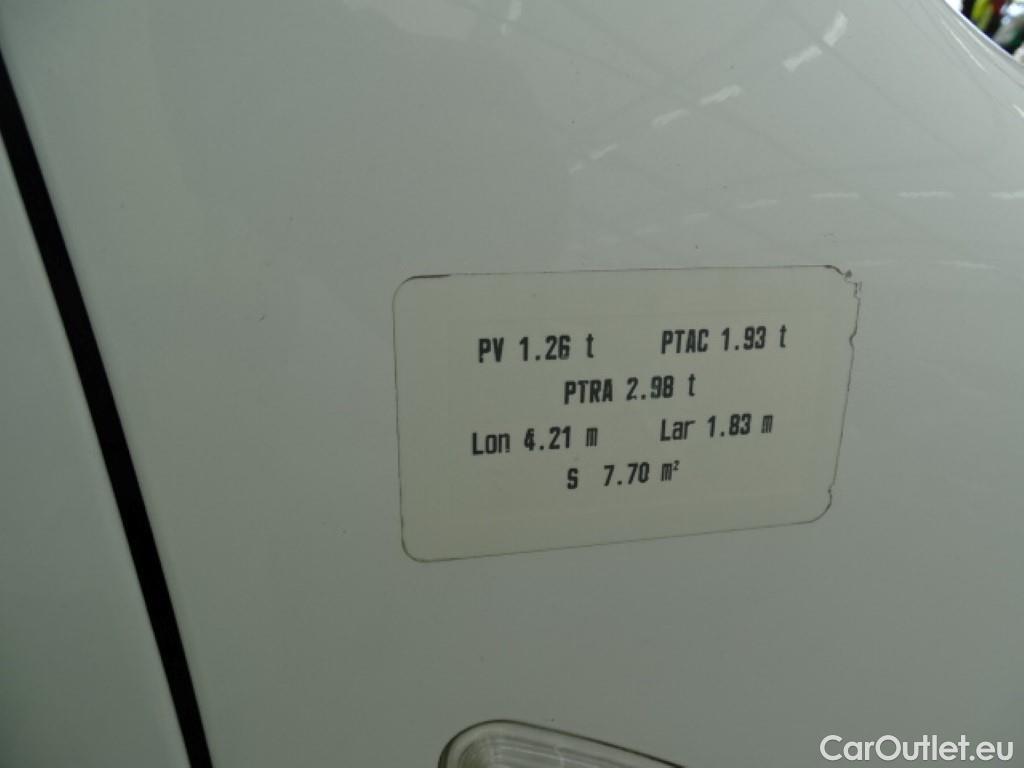 PV 1.26 t PTAC 1.93 t
PTRA 2.98 t
Lon 4.21 m Lar 1.83 m
S 7.70 m²
CarOutlet.eu